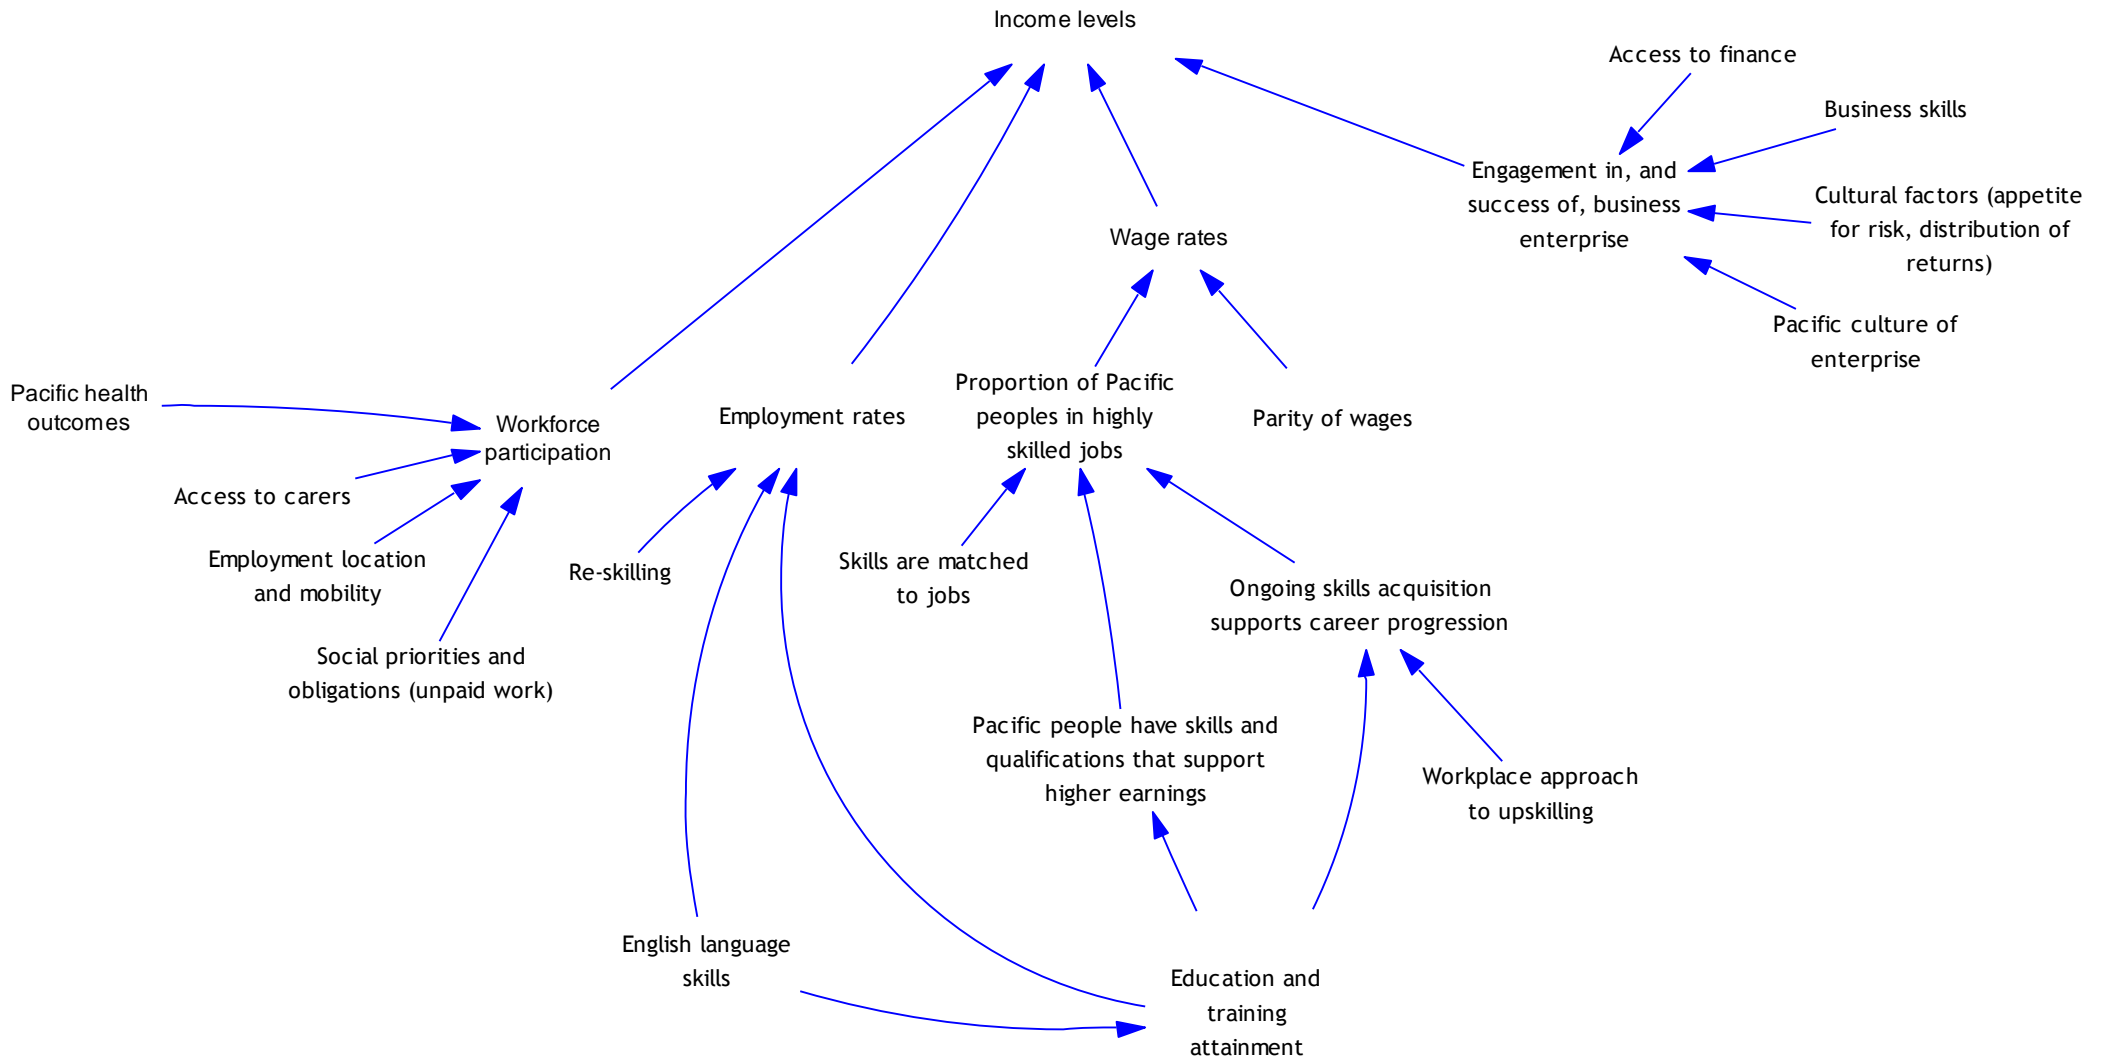 Income levels
Access to finance
Business skills
Engagement in, and
success of, business
enterprise
Cultural factors (appetite
for risk, distribution of
returns)
Wage rates
Pacific culture of
enterprise
Pacific health
outcomes
Workforce
participation
Employment rates
Proportion of Pacific
peoples in highly
skilled jobs
Parity of wages
Access to carers
Employment location
and mobility
Re-skilling
Skills are matched
to jobs
Ongoing skills acquisition
supports career progression
Social priorities and
obligations (unpaid work)
Pacific people have skills and
qualifications that support
higher earnings
Workplace approach
to upskilling
English language
skills
Education and
training
attainment